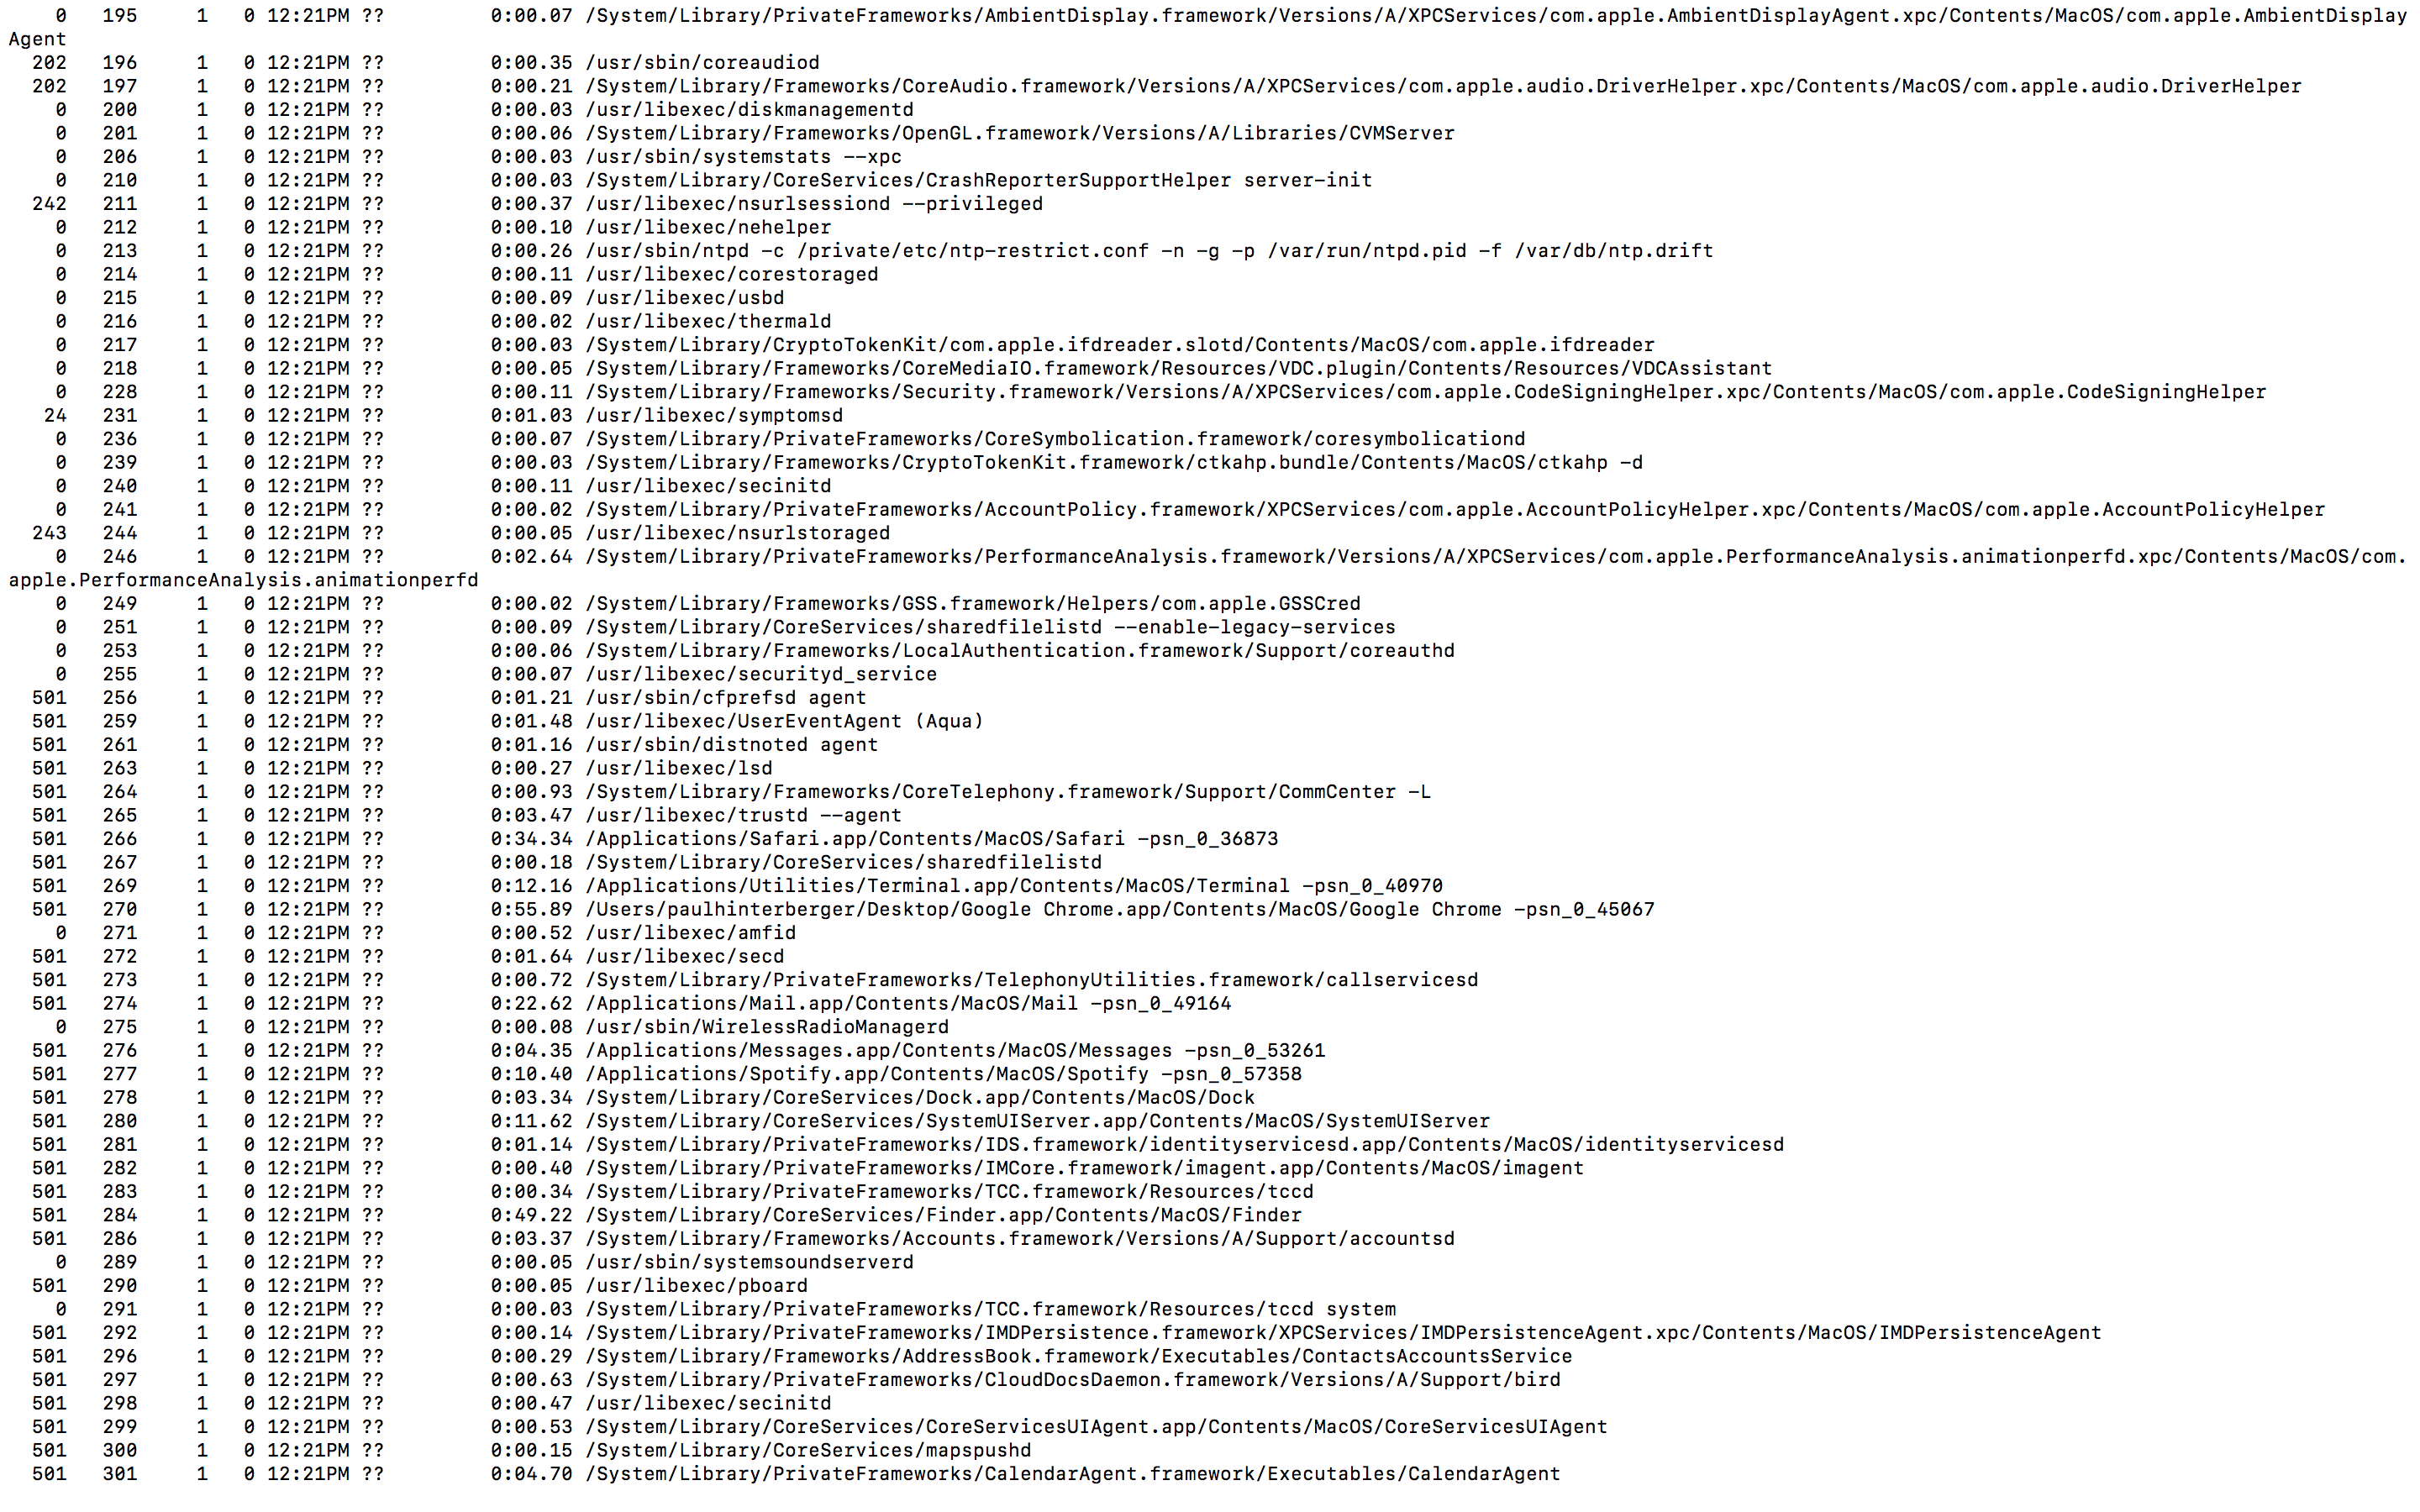 0 195 1 0 12:21PM ?? 0:00.07 /System/Library/PrivateFrameworks/AmbientDisplay.framework/Versions/A/XPCServices/com.apple.AmbientDisplayAgent.xpc/Contents/MacOS/com.apple.AmbientDisplay
Agent
202 196 1 0 12:21PM ?? 0:00.35 /usr/sbin/coreaudiod
202 197 1 0 12:21PM ?? 0:00.21 /System/Library/Frameworks/CoreAudio.framework/Versions/A/XPCServices/com.apple.audio.DriverHelper.xpc/Contents/MacOS/com.apple.audio.DriverHelper
0 200 1 0 12:21PM ?? 0:00.03 /usr/libexec/diskmanagementd
0 201 1 0 12:21PM ?? 0:00.06 /System/Library/Frameworks/OpenGL.framework/Versions/A/Libraries/CVMServer
0 206 1 0 12:21PM ?? 0:00.03 /usr/sbin/systemstats --xpc
0 210 1 0 12:21PM ?? 0:00.03 /System/Library/CoreServices/CrashReporterSupportHelper server-init
242 211 1 0 12:21PM ?? 0:00.37 /usr/libexec/nsurlsessiond --privileged
0 212 1 0 12:21PM ?? 0:00.10 /usr/libexec/nehelper
0 213 1 0 12:21PM ?? 0:00.26 /usr/sbin/ntpd -c /private/etc/ntp-restrict.conf -n -g -p /var/run/ntpd.pid -f /var/db/ntp.drift
0 214 1 0 12:21PM ?? 0:00.11 /usr/libexec/corestoraged
0 215 1 0 12:21PM ?? 0:00.09 /usr/libexec/usbd
0 216 1 0 12:21PM ?? 0:00.02 /usr/libexec/thermald
0 217 1 0 12:21PM ?? 0:00.03 /System/Library/CryptoTokenKit/com.apple.ifdreader.slotd/Contents/MacOS/com.apple.ifdreader
0 218 1 0 12:21PM ?? 0:00.05 /System/Library/Frameworks/CoreMediaIO.framework/Resources/VDC.plugin/Contents/Resources/VDCAssistant
0 228 1 0 12:21PM ?? 0:00.11 /System/Library/Frameworks/Security.framework/Versions/A/XPCServices/com.apple.CodeSigningHelper.xpc/Contents/MacOS/com.apple.CodeSigningHelper
24 231 1 0 12:21PM ?? 0:01.03 /usr/libexec/symptomsd
0 236 1 0 12:21PM ?? 0:00.07 /System/Library/PrivateFrameworks/CoreSymbolication.framework/coresymbolicationd
0 239 1 0 12:21PM ?? 0:00.03 /System/Library/Frameworks/CryptoTokenKit.framework/ctkahp.bundle/Contents/MacOS/ctkahp -d
0 240 1 0 12:21PM ?? 0:00.11 /usr/libexec/secinitd
0 241 1 0 12:21PM ?? 0:00.02 /System/Library/PrivateFrameworks/AccountPolicy.framework/XPCServices/com.apple.AccountPolicyHelper.xpc/Contents/MacOS/com.apple.AccountPolicyHelper
243 244 1 0 12:21PM ?? 0:00.05 /usr/libexec/nsurlstoraged
0 246 1 0 12:21PM ?? 0:02.64 /System/Library/PrivateFrameworks/PerformanceAnalysis.framework/Versions/A/XPCServices/com.apple.PerformanceAnalysis.animationperfd.xpc/Contents/MacOS/com.
apple.PerformanceAnalysis.animationperfd
0 249 1 0 12:21PM ?? 0:00.02 /System/Library/Frameworks/GSS.framework/Helpers/com.apple.GSSCred
0 251 1 0 12:21PM ?? 0:00.09 /System/Library/CoreServices/sharedfilelistd --enable-legacy-services
0 253 1 0 12:21PM ?? 0:00.06 /System/Library/Frameworks/LocalAuthentication.framework/Support/coreauthd
0 255 1 0 12:21PM ?? 0:00.07 /usr/libexec/securityd_service
501 256 1 0 12:21PM ?? 0:01.21 /usr/sbin/cfprefsd agent
501 259 1 0 12:21PM ?? 0:01.48 /usr/libexec/UserEventAgent (Aqua)
501 261 1 0 12:21PM ?? 0:01.16 /usr/sbin/distnoted agent
501 263 1 0 12:21PM ?? 0:00.27 /usr/libexec/lsd
501 264 1 0 12:21PM ?? 0:00.93 /System/Library/Frameworks/CoreTelephony.framework/Support/CommCenter -L
501 265 1 0 12:21PM ?? 0:03.47 /usr/libexec/trustd --agent
501 266 1 0 12:21PM ?? 0:34.34 /Applications/Safari.app/Contents/MacOS/Safari -psn_0_36873
501 267 1 0 12:21PM ?? 0:00.18 /System/Library/CoreServices/sharedfilelistd
501 269 1 0 12:21PM ?? 0:12.16 /Applications/Utilities/Terminal.app/Contents/MacOS/Terminal -psn_0_40970
501 270 1 0 12:21PM ?? 0:55.89 /Users/paulhinterberger/Desktop/Google Chrome.app/Contents/MacOS/Google Chrome -psn_0_45067
0 271 1 0 12:21PM ?? 0:00.52 /usr/libexec/amfid
501 272 1 0 12:21PM ?? 0:01.64 /usr/libexec/secd
501 273 1 0 12:21PM ?? 0:00.72 /System/Library/PrivateFrameworks/TelephonyUtilities.framework/callservicesd
501 274 1 0 12:21PM ?? 0:22.62 /Applications/Mail.app/Contents/MacOS/Mail -psn_0_49164
0 275 1 0 12:21PM ?? 0:00.08 /usr/sbin/WirelessRadioManagerd
501 276 1 0 12:21PM ?? 0:04.35 /Applications/Messages.app/Contents/MacOS/Messages -psn_0_53261
501 277 1 0 12:21PM ?? 0:10.40 /Applications/Spotify.app/Contents/MacOS/Spotify -psn_0_57358
501 278 1 0 12:21PM ?? 0:03.34 /System/Library/CoreServices/Dock.app/Contents/MacOS/Dock
501 280 1 0 12:21PM ?? 0:11.62 /System/Library/CoreServices/SystemUIServer.app/Contents/MacOS/SystemUIServer
501 281 1 0 12:21PM ?? 0:01.14 /System/Library/PrivateFrameworks/IDS.framework/identityservicesd.app/Contents/MacOS/identityservicesd
501 282 1 0 12:21PM ?? 0:00.40 /System/Library/PrivateFrameworks/IMCore.framework/imagent.app/Contents/MacOS/imagent
501 283 1 0 12:21PM ?? 0:00.34 /System/Library/PrivateFrameworks/TCC.framework/Resources/tccd
501 284 1 0 12:21PM ?? 0:49.22 /System/Library/CoreServices/Finder.app/Contents/MacOS/Finder
501 286 1 0 12:21PM ?? 0:03.37 /System/Library/Frameworks/Accounts.framework/Versions/A/Support/accountsd
0 289 1 0 12:21PM ?? 0:00.05 /usr/sbin/systemsoundserverd
501 290 1 0 12:21PM ?? 0:00.05 /usr/libexec/pboard
0 291 1 0 12:21PM ?? 0:00.03 /System/Library/PrivateFrameworks/TCC.framework/Resources/tccd system
501 292 1 0 12:21PM ?? 0:00.14 /System/Library/PrivateFrameworks/IMDPersistence.framework/XPCServices/IMDPersistenceAgent.xpc/Contents/MacOS/IMDPersistenceAgent
501 296 1 0 12:21PM ?? 0:00.29 /System/Library/Frameworks/AddressBook.framework/Executables/ContactsAccountsService
501 297 1 0 12:21PM ?? 0:00.63 /System/Library/PrivateFrameworks/CloudDocsDaemon.framework/Versions/A/Support/bird
501 298 1 0 12:21PM ?? 0:00.47 /usr/libexec/secinitd
501 299 1 0 12:21PM ?? 0:00.53 /System/Library/CoreServices/CoreServicesUIAgent.app/Contents/MacOS/CoreServicesUIAgent
501 300 1 0 12:21PM ?? 0:00.15 /System/Library/CoreServices/mapspushd
501 301 1 0 12:21PM ?? 0:04.70 /System/Library/PrivateFrameworks/CalendarAgent.framework/Executables/CalendarAgent